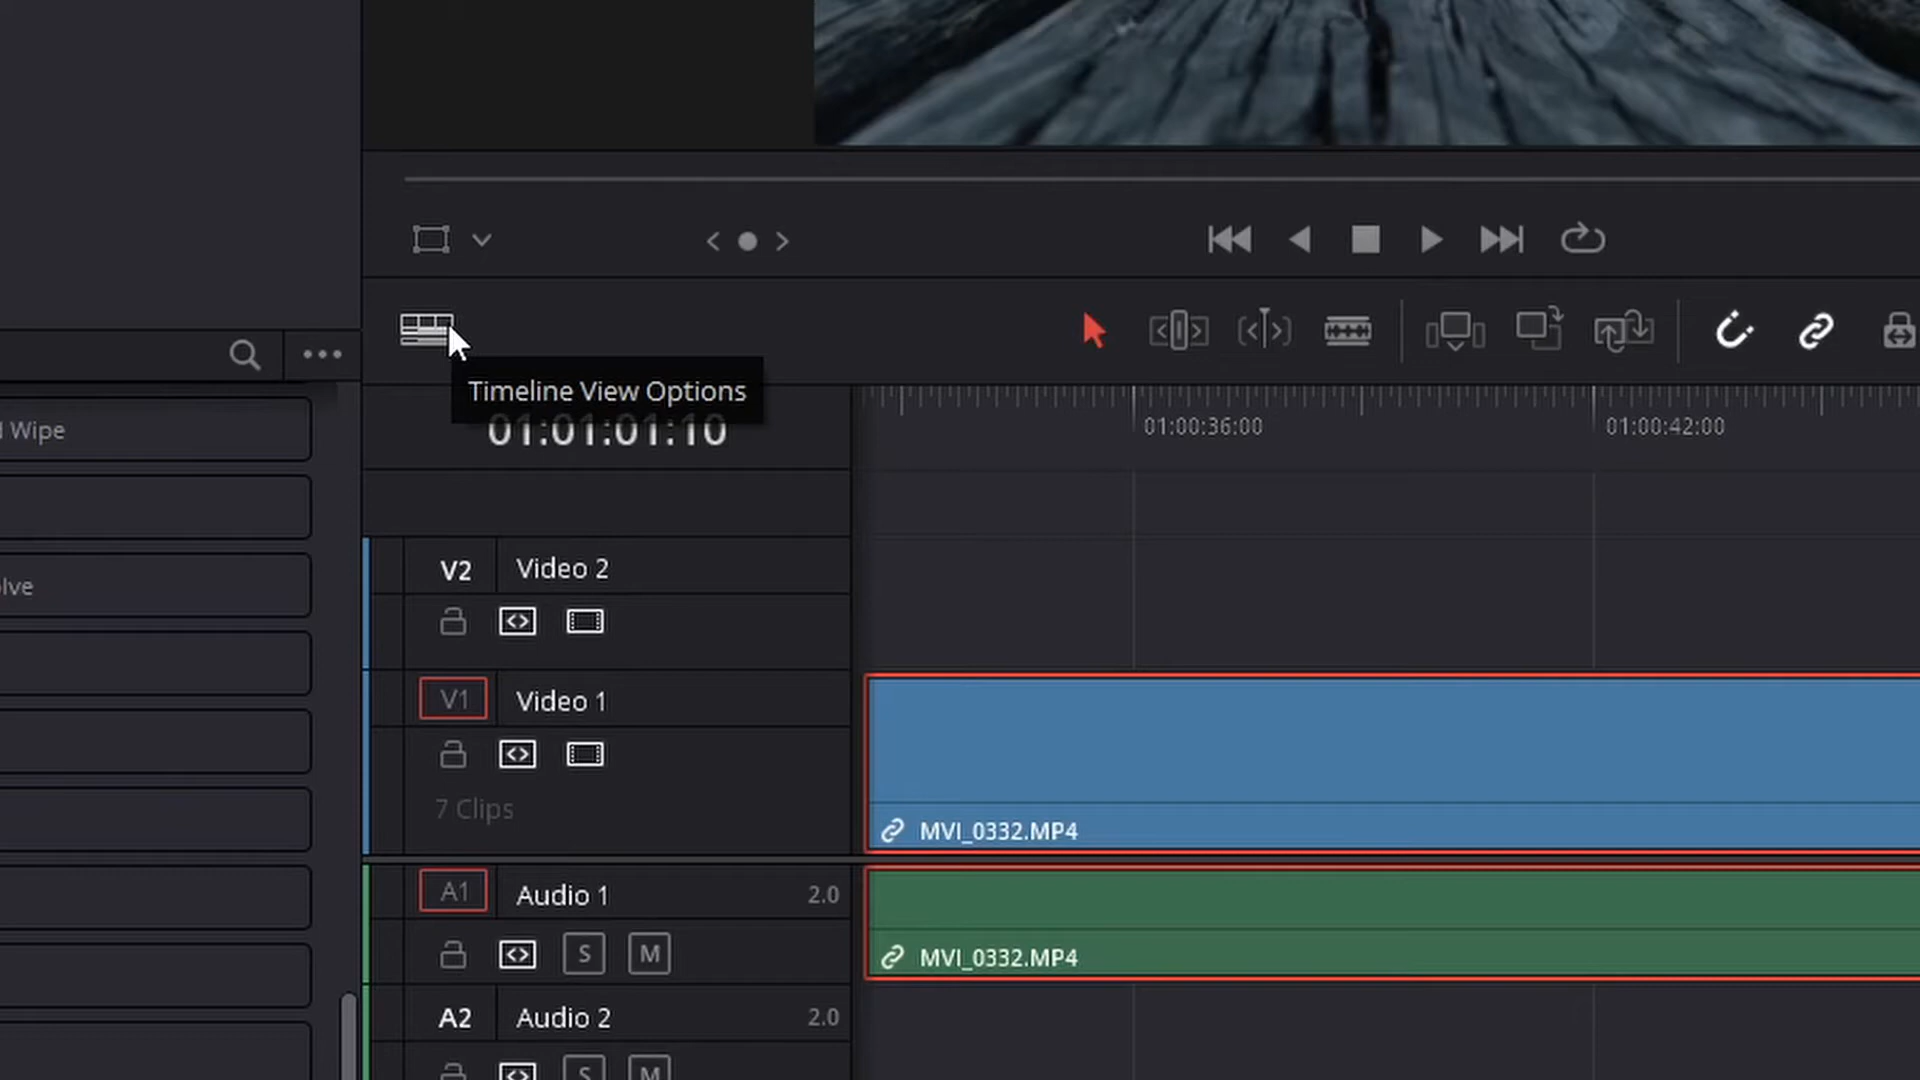 Timeline View Options
01:01:01:10
01:00:36:00
01:00:42:00
Wipe
V2 Video 2
V1 Video 1
7 Clips
MVI_0332.MP4
A1 Audio 1 2.0
S M
MVI_0332.MP4
A2 Audio 2 2.0
S M